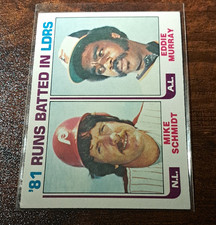 '81 RUNS BATTED IN LDRS
EDDIE
MURRAY
A.L.
MIKE
SCHMIDT
N.L.